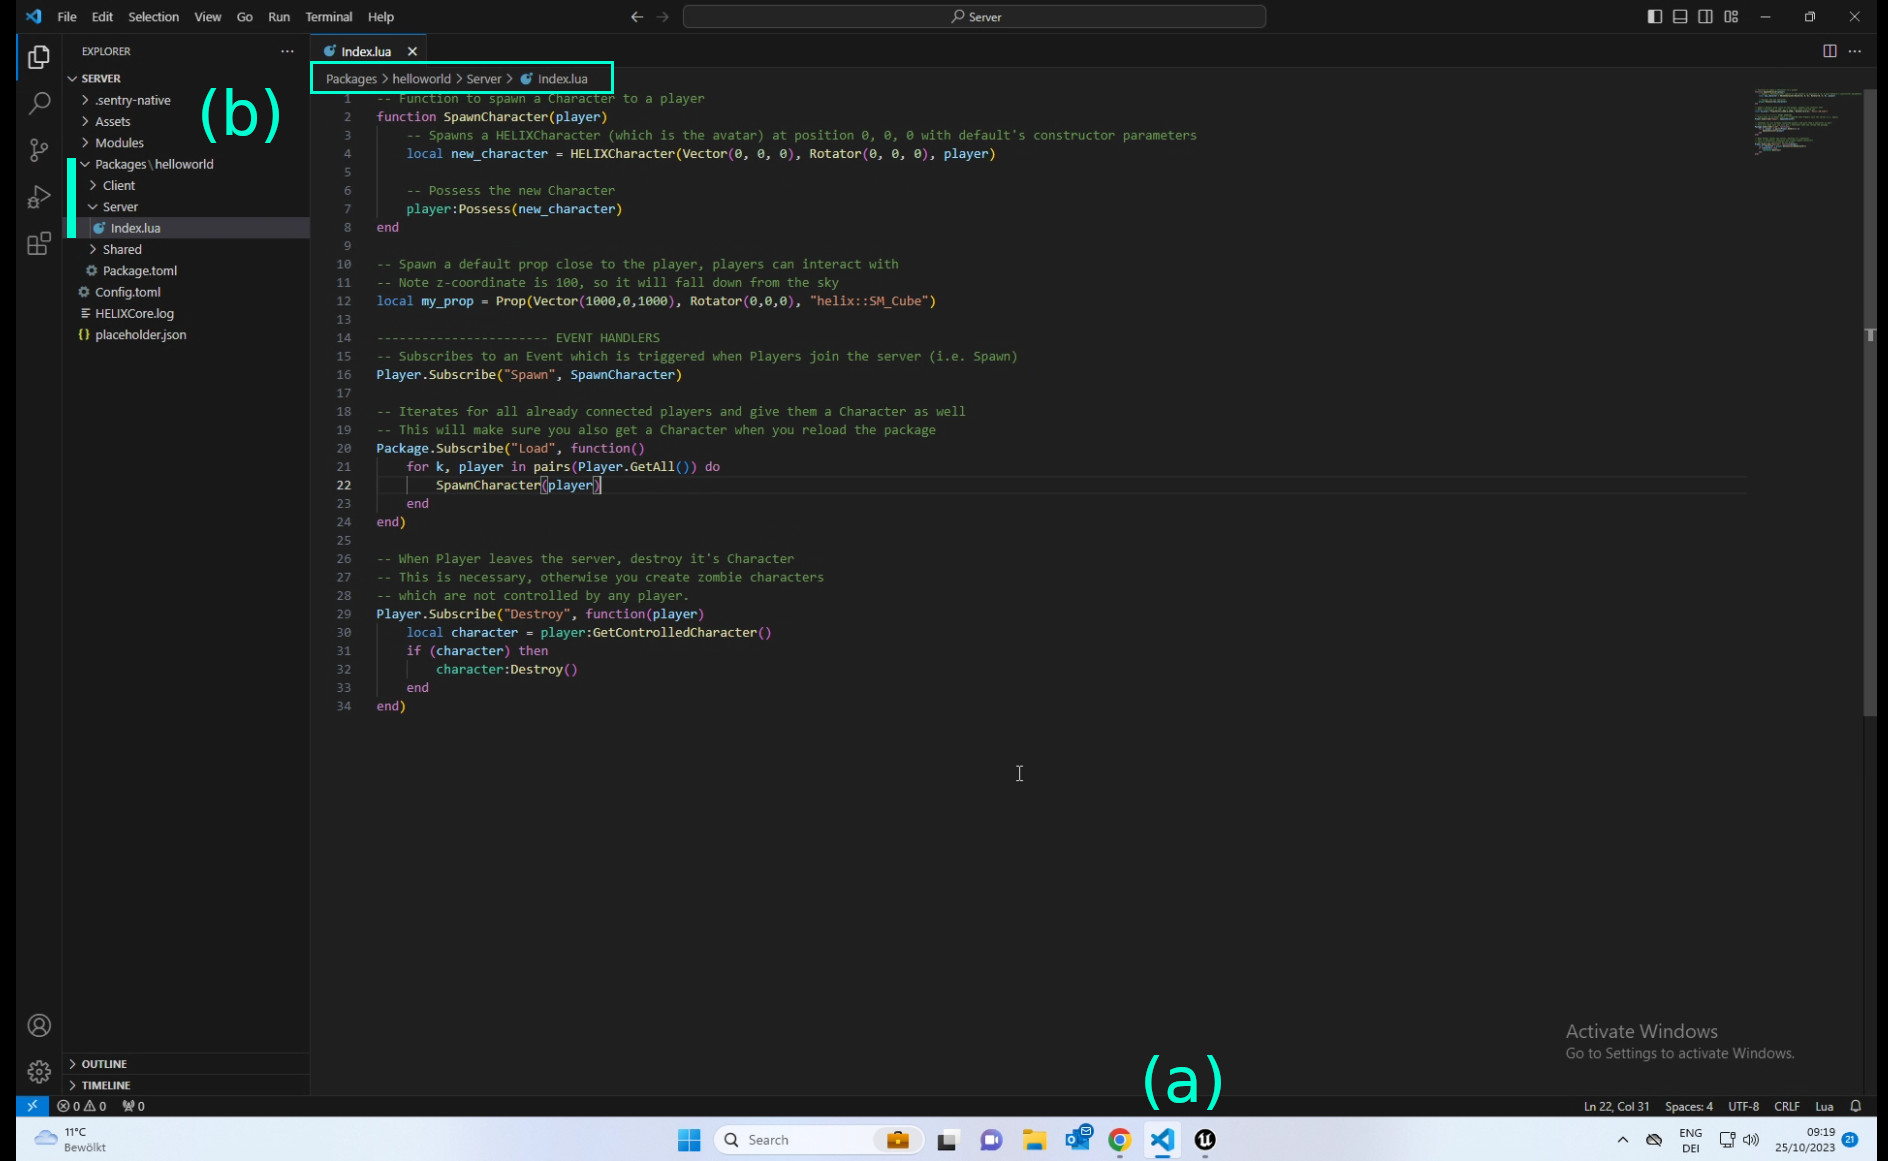 File Edit Selection View Go Run Terminal Help
Server
EXPLORER
SERVER
.sentry-native
Assets
Modules
Packages\helloworld
Client
Server
Index.lua
Shared
Package.toml
Config.toml
HELIXCore.log
placeholder.json
(b)
OUTLINE
TIMELINE
Index.lua
Packages > helloworld > Server > Index.lua
1 -- Function to spawn a Character to a player
2 function SpawnCharacter(player)
3 -- Spawns a HELIXCharacter (which is the avatar) at position 0, 0, 0 with default's constructor parameters
4 local new_character = HELIXCharacter(Vector(0, 0, 0), Rotator(0, 0, 0), player)
5
6 -- Possess the new Character
7 player:Possess(new_character)
8 end
9
10 -- Spawn a default prop close to the player, players can interact with
11 -- Note z-coordinate is 100, so it will fall down from the sky
12 local my_prop = Prop(Vector(1000,0,1000), Rotator(0,0,0), "helix::SM_Cube")
13
14 ----------------------- EVENT HANDLERS
15 -- Subscribes to an Event which is triggered when Players join the server (i.e. Spawn)
16 Player.Subscribe("Spawn", SpawnCharacter)
17
18 -- Iterates for all already connected players and give them a Character as well
19 -- This will make sure you also get a Character when you reload the package
20 Package.Subscribe("Load", function()
21 for k, player in pairs(Player.GetAll()) do
22 SpawnCharacter(player)
23 end
24 end)
25
26 -- When Player leaves the server, destroy it's Character
27 -- This is necessary, otherwise you create zombie characters
28 -- which are not controlled by any player.
29 Player.Subscribe("Destroy", function(player)
30 local character = player:GetControlledCharacter()
31 if (character) then
32 character:Destroy()
33 end
34 end)
Activate Windows
Go to Settings to activate Windows.
(a)
0 0 0
Ln 22, Col 31 Spaces: 4 UTF-8 CRLF Lua
11°C
Bewölkt
Search
ENG
DEI
09:19
25/10/2023
21